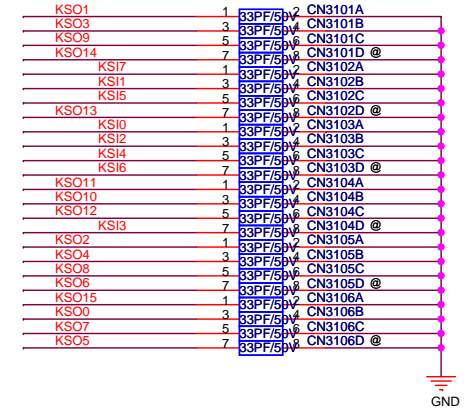 KSO1 1 33PF/50V 2 CN3101A
KSO3 3 33PF/50V 4 CN3101B
KSO9 5 33PF/50V 6 CN3101C
KSO14 7 33PF/50V 8 CN3101D @
KSI7 1 33PF/50V 2 CN3102A
KSI1 3 33PF/50V 4 CN3102B
KSI5 5 33PF/50V 6 CN3102C
KSO13 7 33PF/50V 8 CN3102D @
KSI0 1 33PF/50V 2 CN3103A
KSI2 3 33PF/50V 4 CN3103B
KSI4 5 33PF/50V 6 CN3103C
KSI6 7 33PF/50V 8 CN3103D @
KSO11 1 33PF/50V 2 CN3104A
KSO10 3 33PF/50V 4 CN3104B
KSO12 5 33PF/50V 6 CN3104C
KSI3 7 33PF/50V 8 CN3104D @
KSO2 1 33PF/50V 2 CN3105A
KSO4 3 33PF/50V 4 CN3105B
KSO8 5 33PF/50V 6 CN3105C
KSO6 7 33PF/50V 8 CN3105D @
KSO15 1 33PF/50V 2 CN3106A
KSO0 3 33PF/50V 4 CN3106B
KSO7 5 33PF/50V 6 CN3106C
KSO5 7 33PF/50V 8 CN3106D @
GND